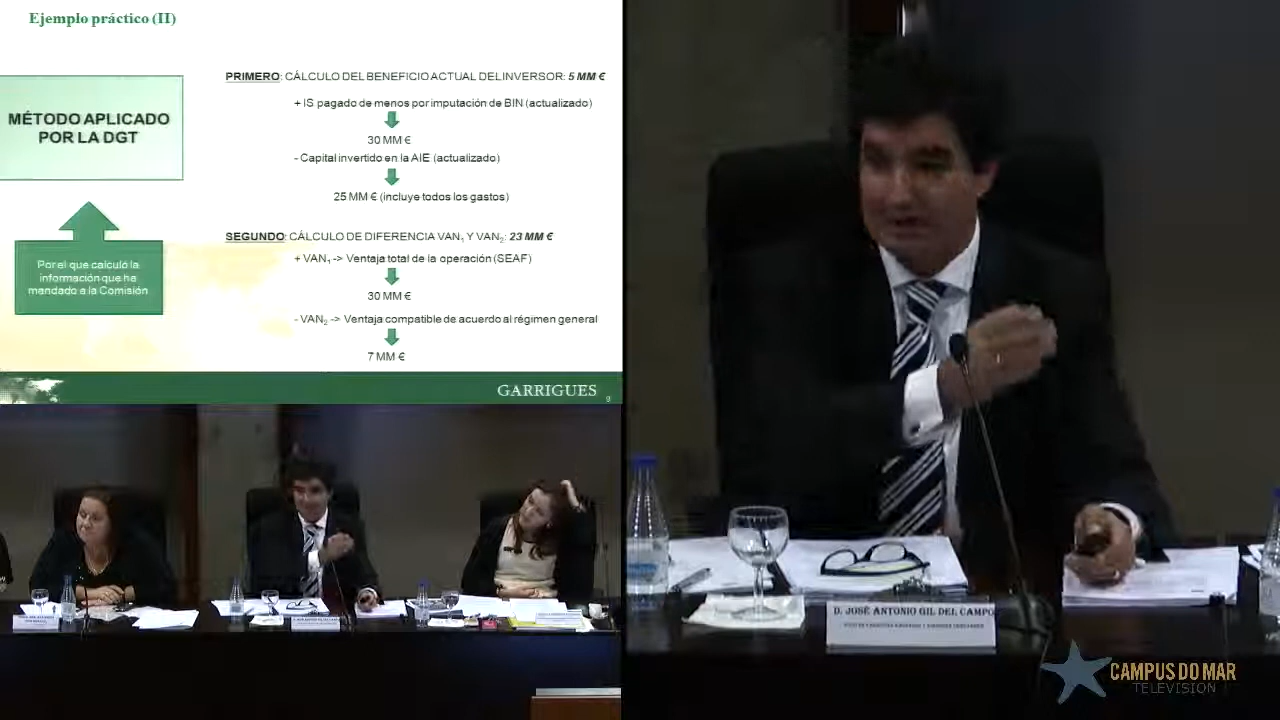 Ejemplo práctico (II)
MÉTODO APLICADO
POR LA DGT
Por el que calculó la
información que ha
mandado a la Comisión
PRIMERO: CÁLCULO DEL BENEFICIO ACTUAL DEL INVERSOR: 5 MM €
+ IS pagado de menos por imputación de BIN (actualizado)
30 MM €
- Capital invertido en la AIE (actualizado)
25 MM € (incluye todos los gastos)
SEGUNDO: CÁLCULO DE DIFERENCIA VAN1 Y VAN2: 23 MM €
+ VAN1 -> Ventaja total de la operación (SEAF)
30 MM €
- VAN2 -> Ventaja compatible de acuerdo al régimen general
7 MM €
GARRIGUES
D. JOSÉ ANTONIO GIL DEL CAMPO
CAMPUS DO MAR
TELEVISIÓN